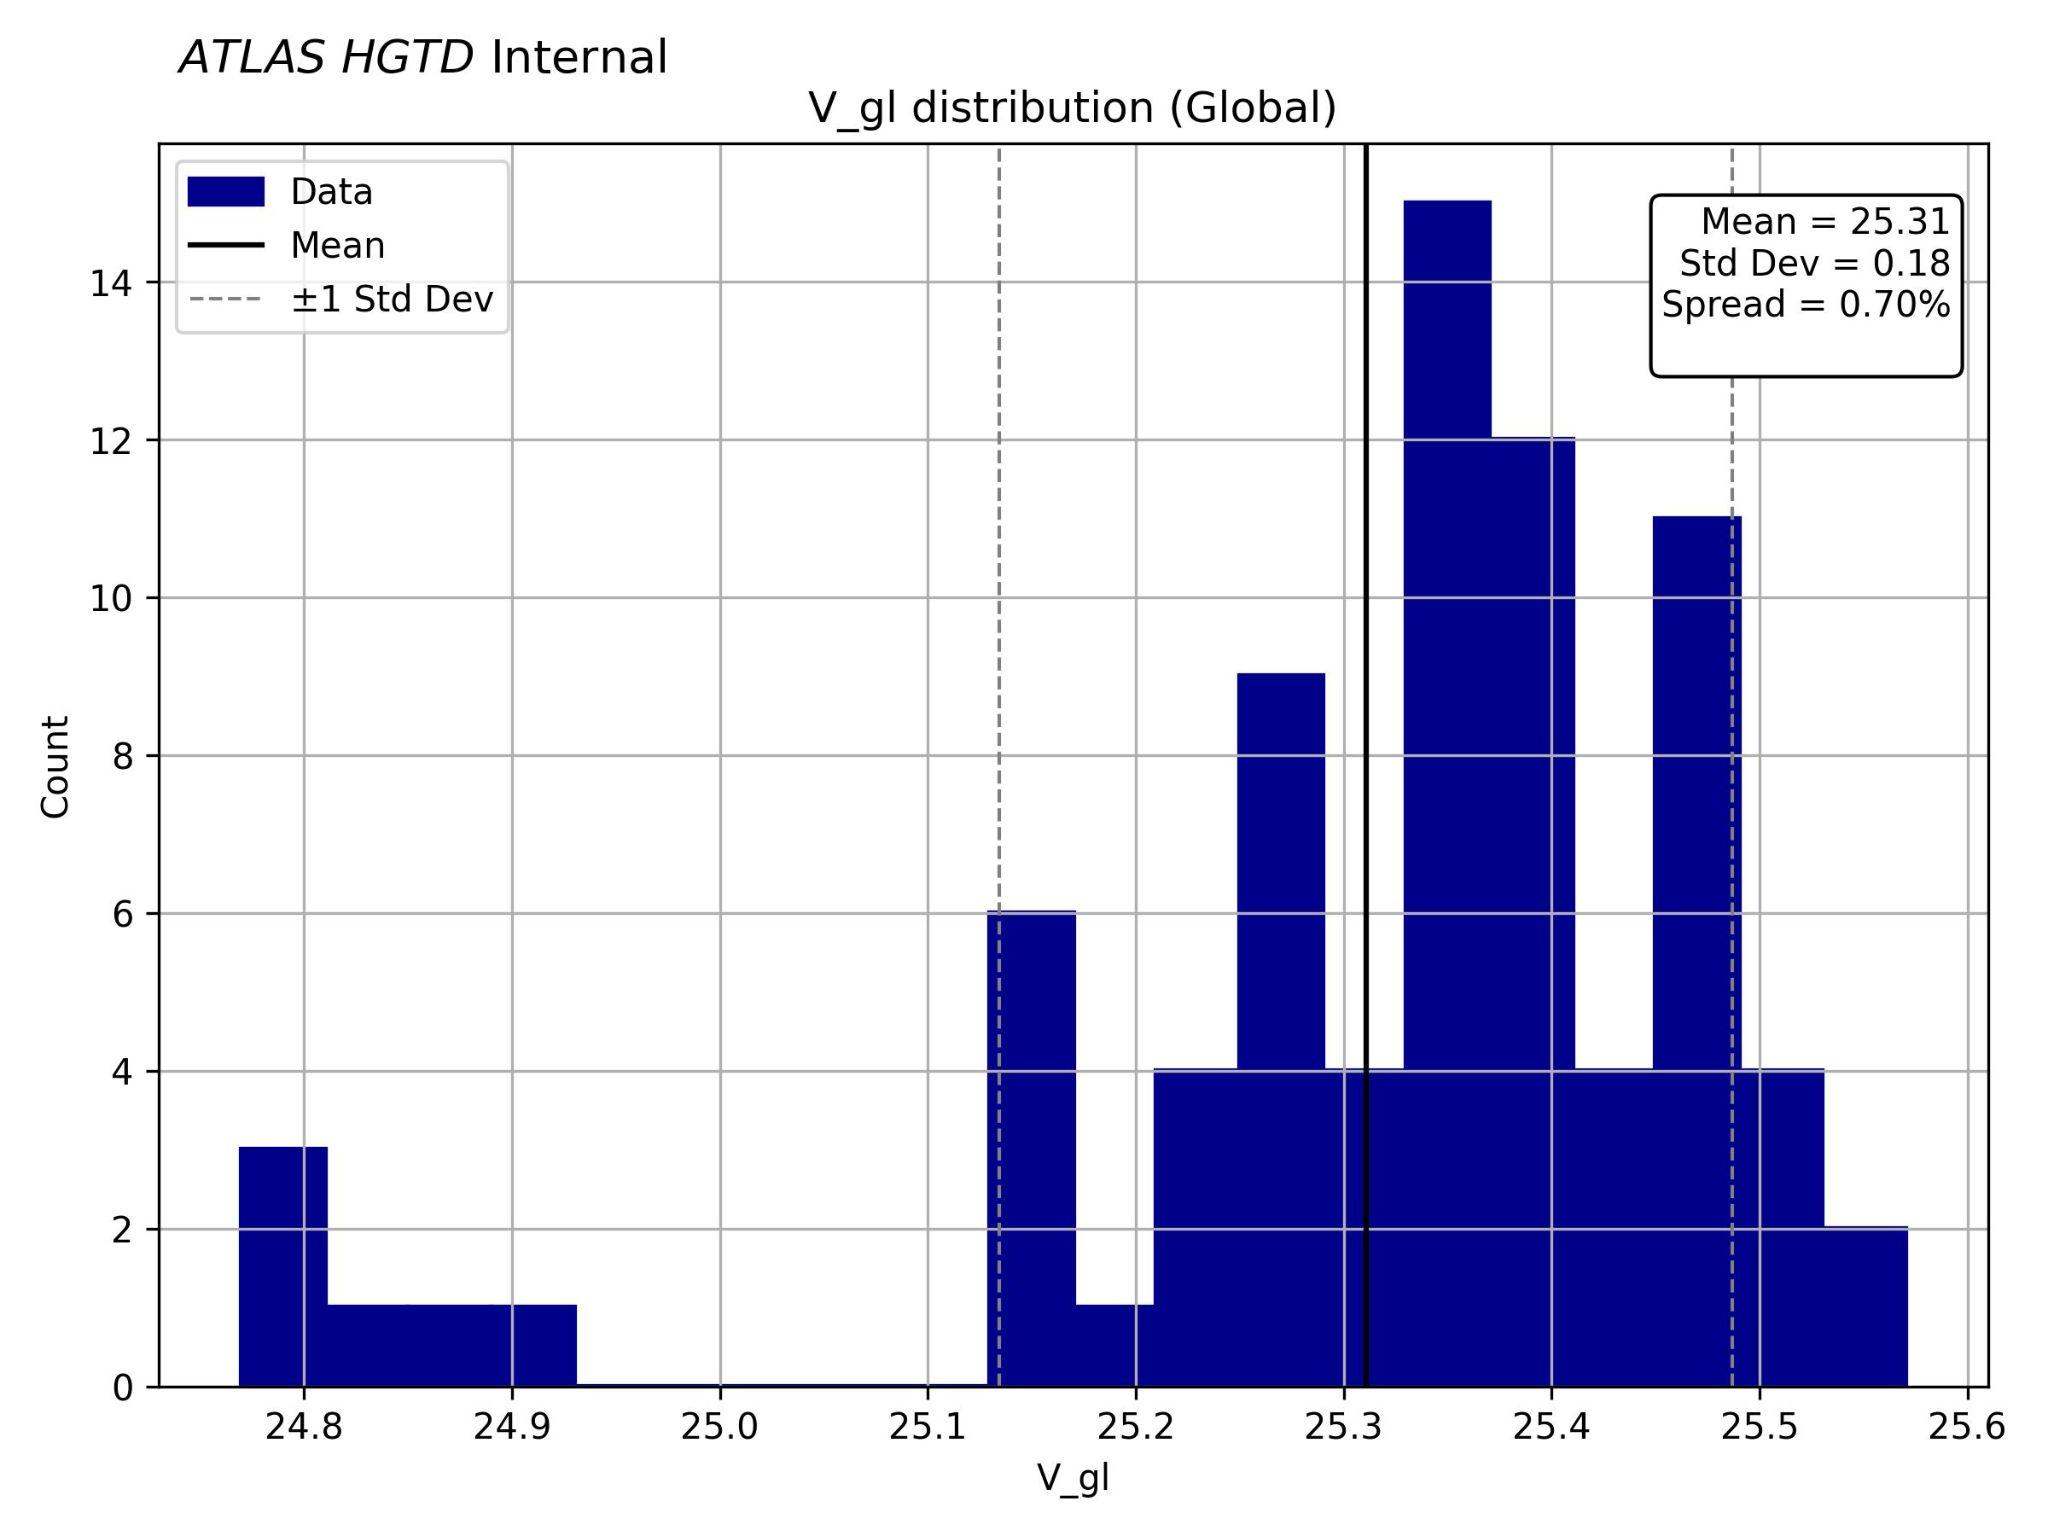 ATLAS HGTD Internal
V_gl distribution (Global)
Data
Mean
±1 Std Dev
Mean = 25.31
Std Dev = 0.18
Spread = 0.70%
14
12
10
8
6
4
2
0
Count
24.8
24.9
25.0
25.1
25.2
25.3
25.4
25.5
25.6
V_gl